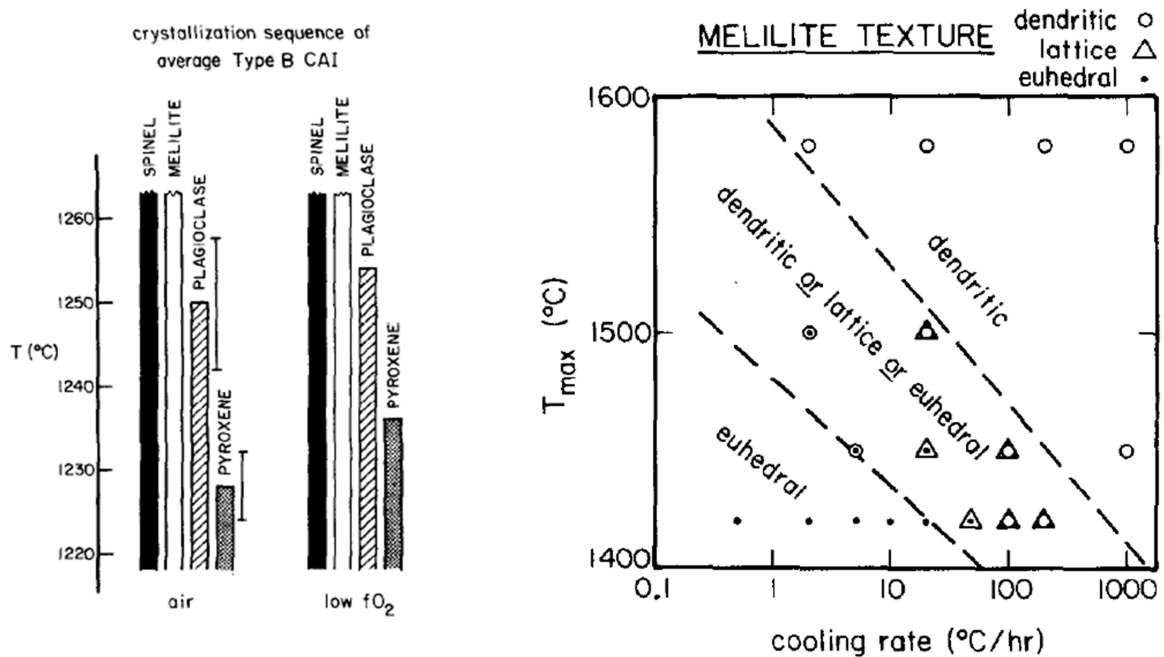 crystallization sequence of
average Type B CAI
SPINEL
MELILITE
PLAGIOCLASE
PYROXENE
SPINEL
MELILITE
PLAGIOCLASE
PYROXENE
1260
1250
T (°C)
1240
1230
1220
air
low fO₂
MELILITE TEXTURE
dendritic
lattice
euhedral
1600
1500
1400
Tmax (°C)
dendritic
dendritic or lattice or euhedral
euhedral
0.1
1
10
100
1000
cooling rate (°C/hr)